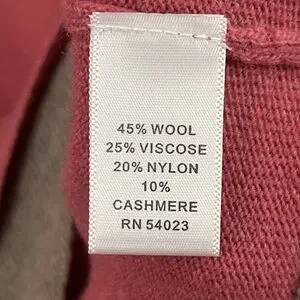 45% WOOL
25% VISCOSE
20% NYLON
10%
CASHMERE
RN 54023